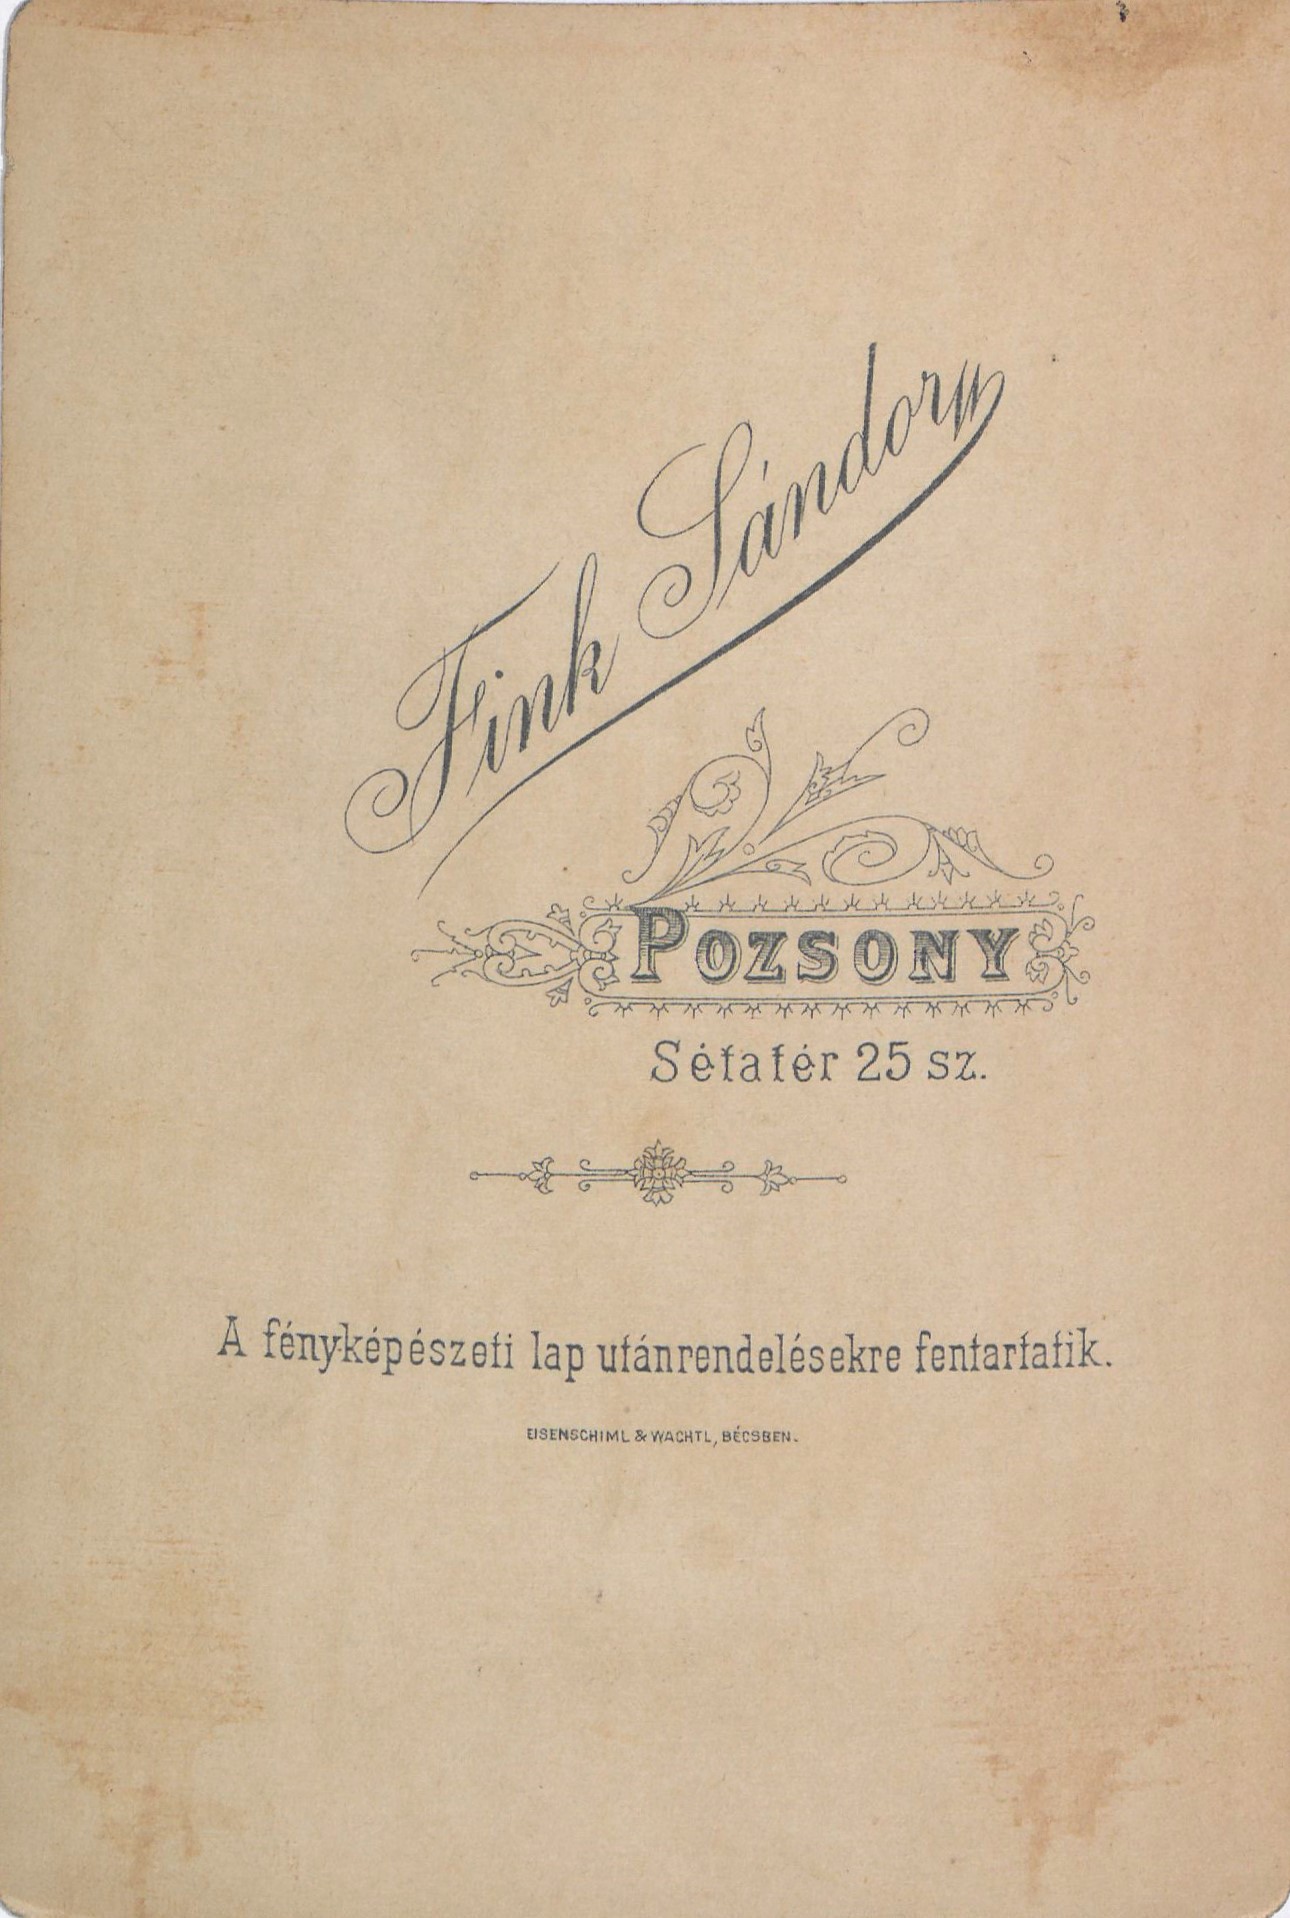 Fink Sándor
POZSONY
Sétatér 25 sz.
A fényképészeti lap utánrendelésekre fentartatik.
EISENSCHIML & WACHTL, BÉCSBEN.